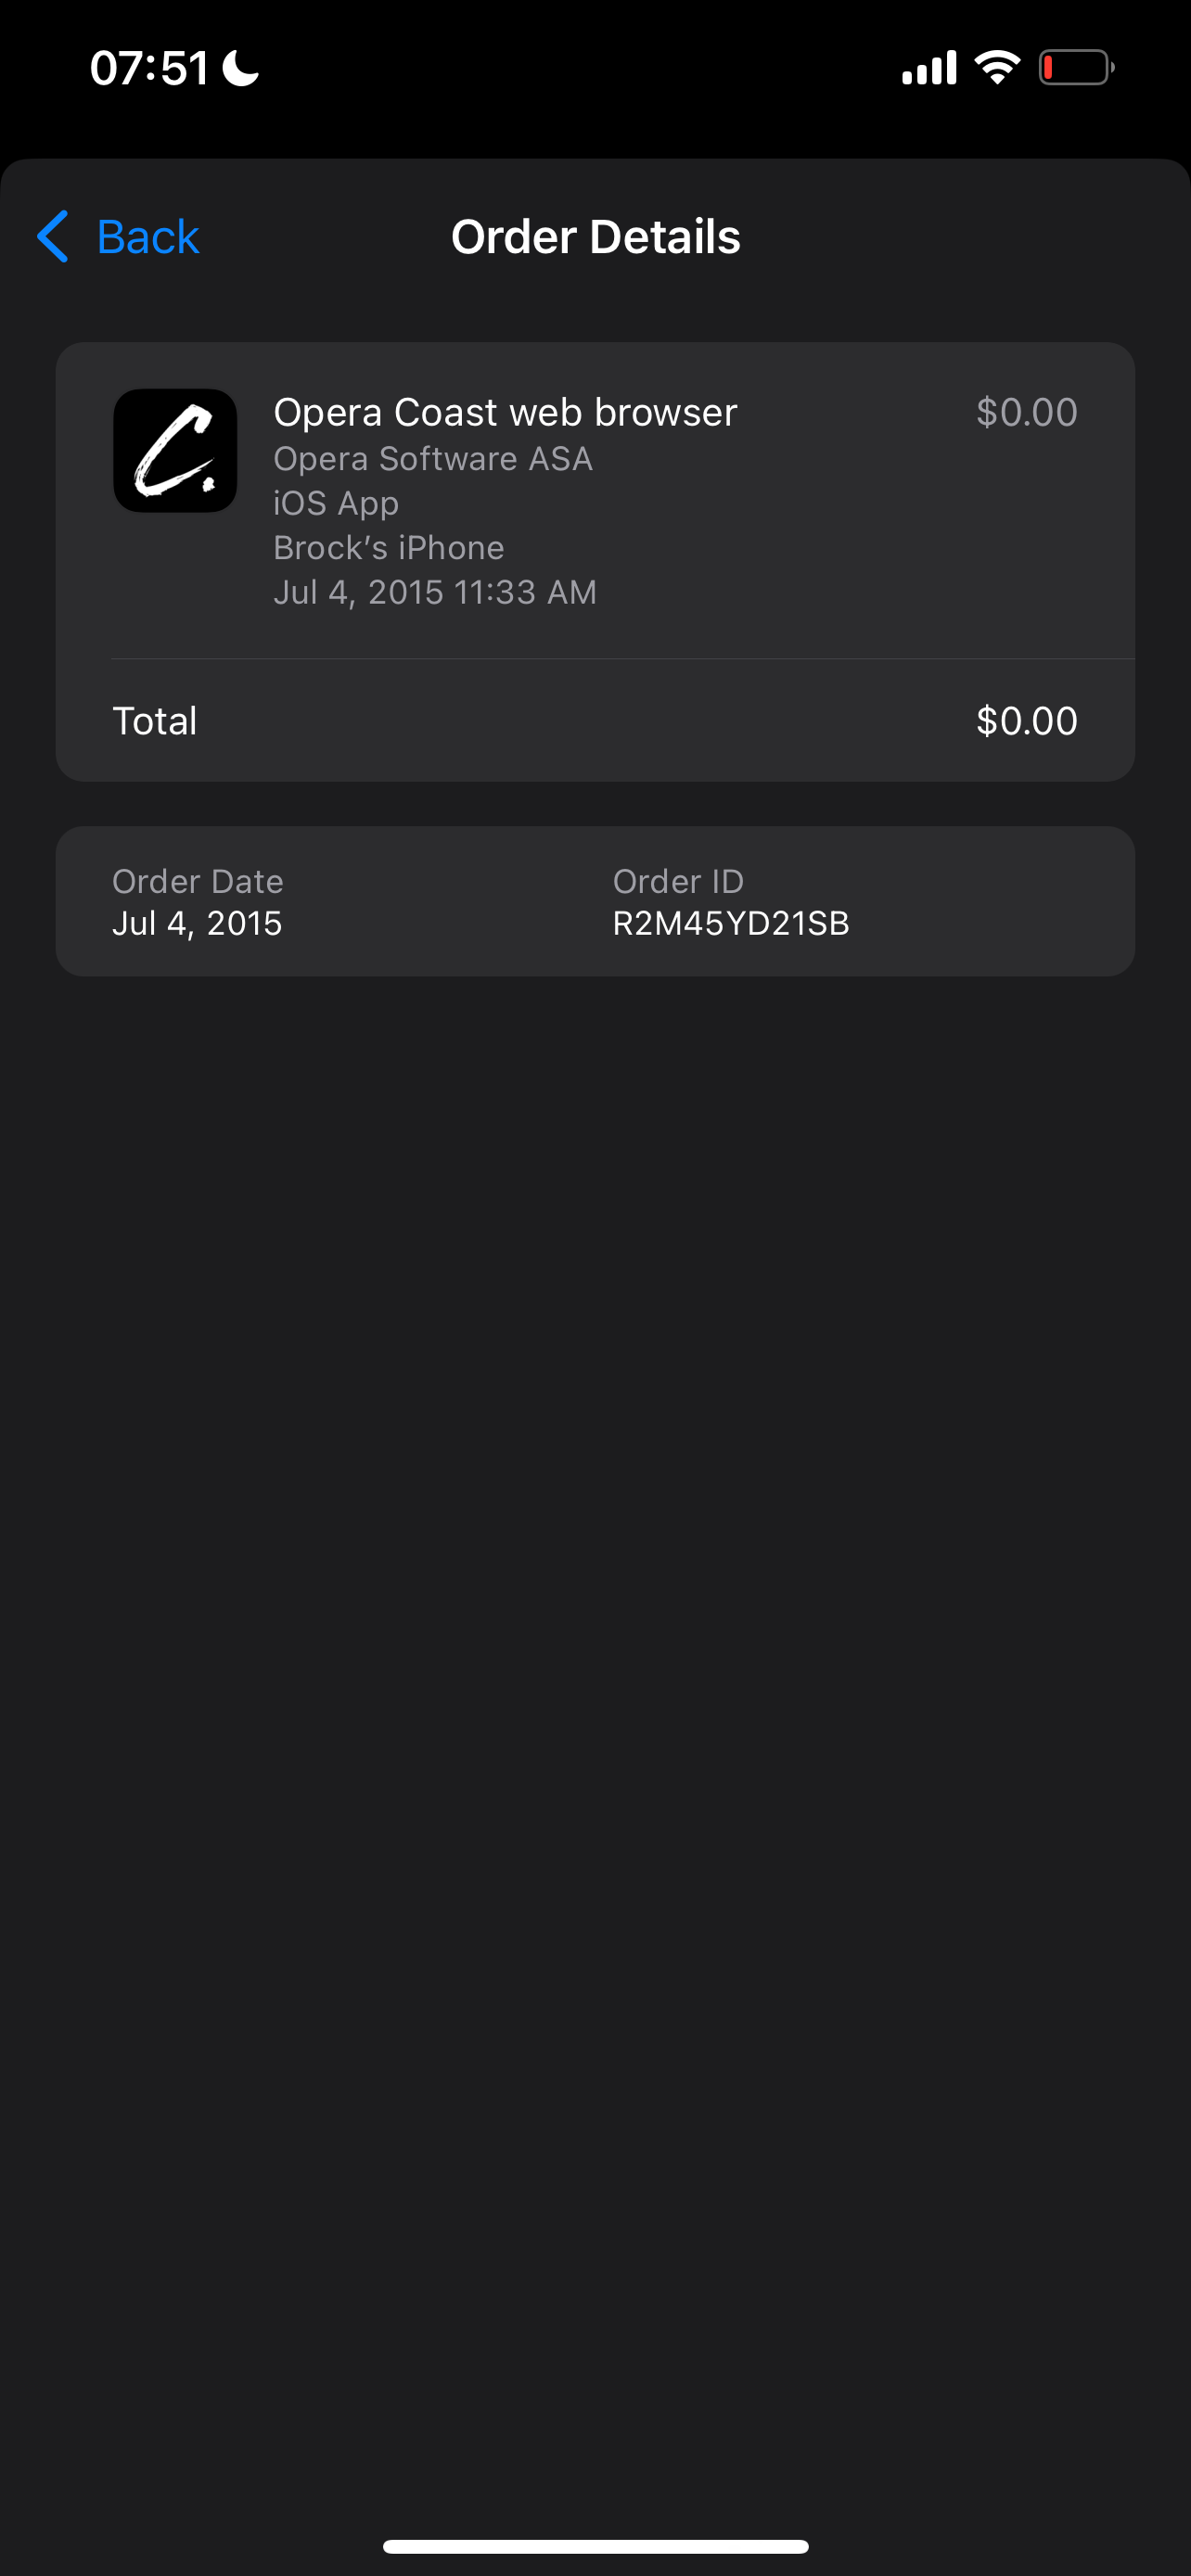 07:51
Back
Order Details
Opera Coast web browser $0.00
Opera Software ASA
iOS App
Brock’s iPhone
Jul 4, 2015 11:33 AM
Total $0.00
Order Date
Jul 4, 2015
Order ID
R2M45YD21SB